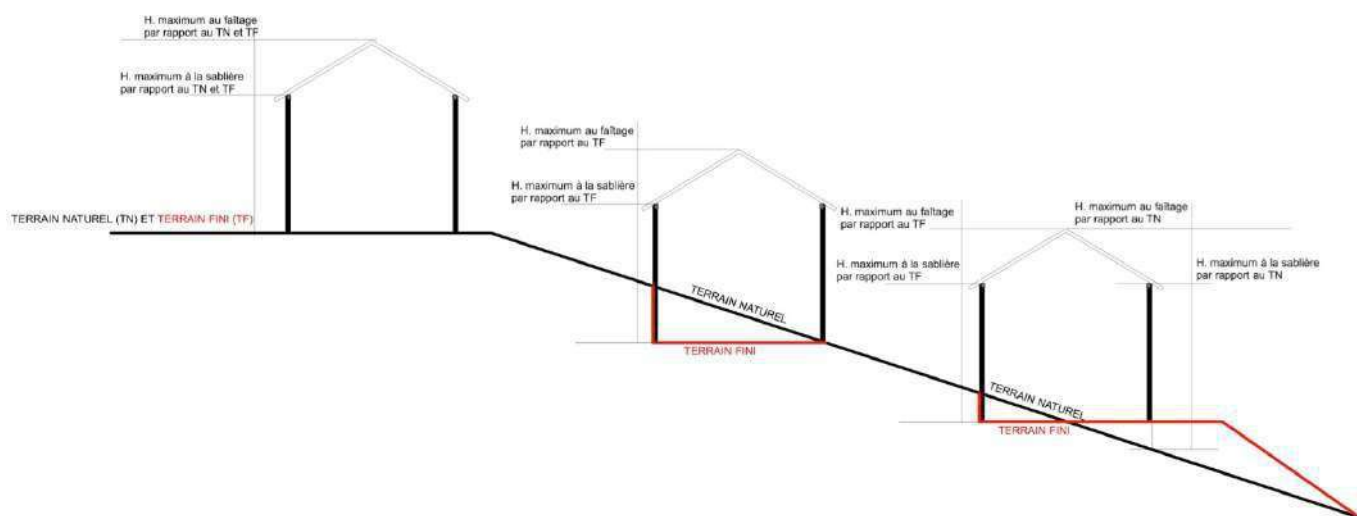 H. maximum au faîtage
par rapport au TN et TF
H. maximum à la sablière
par rapport au TN et TF
TERRAIN NATUREL (TN) ET TERRAIN FINI (TF)
H. maximum au faîtage
par rapport au TF
H. maximum à la sablière
par rapport au TF
TERRAIN NATUREL
TERRAIN FINI
H. maximum au faîtage
par rapport au TF
H. maximum à la sablière
par rapport au TF
H. maximum au faîtage
par rapport au TN
H. maximum à la sablière
par rapport au TN
TERRAIN NATUREL
TERRAIN FINI